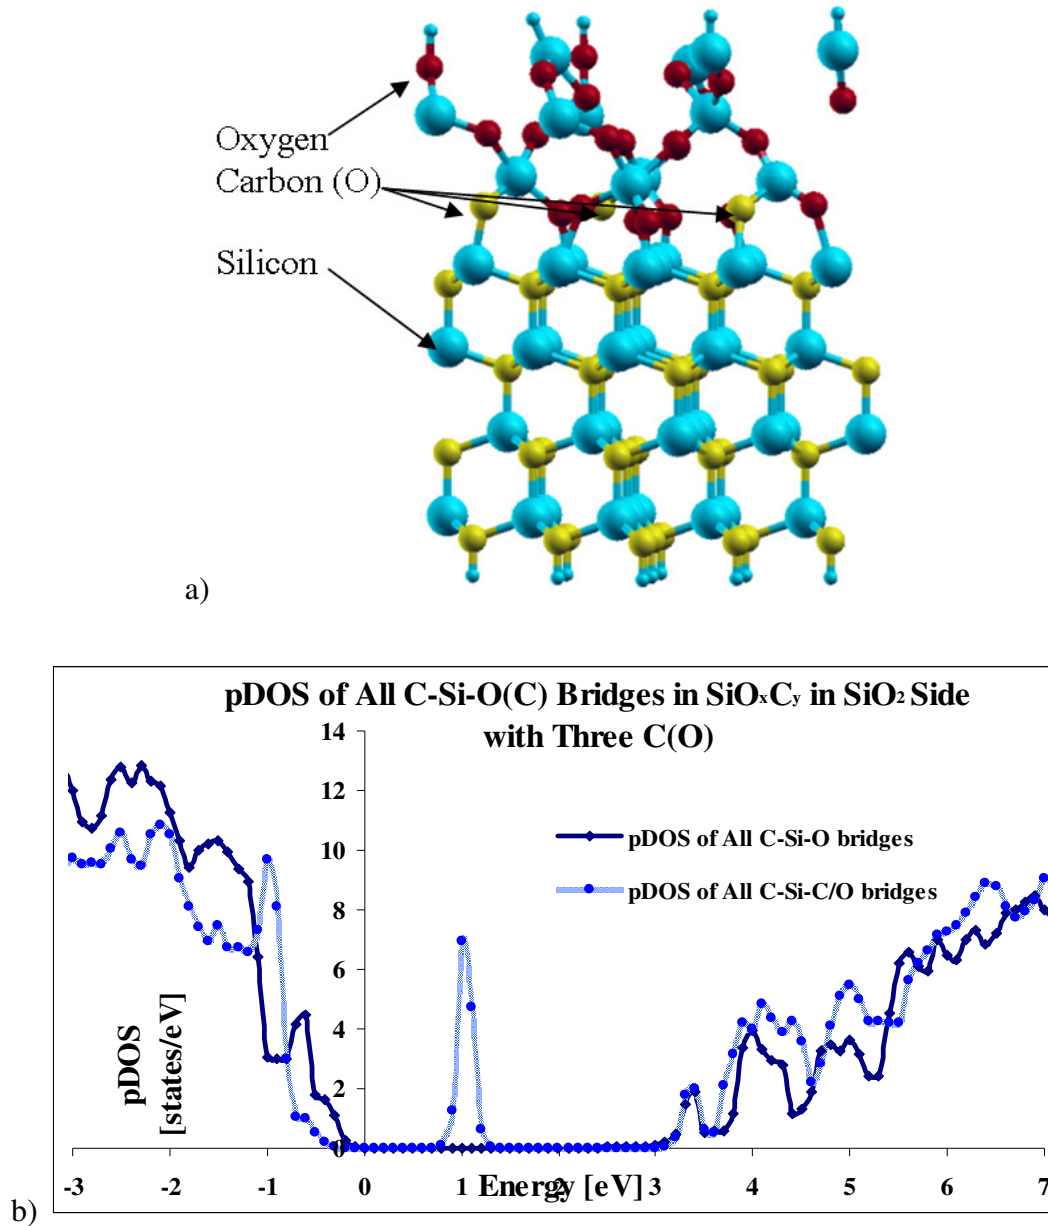 Oxygen
Carbon (O)
Silicon
a)
pDOS of All C-Si-O(C) Bridges in SiOxCy in SiO2 Side
with Three C(O)
14
12
10
8
6
4
2
0
pDOS of All C-Si-O bridges
pDOS of All C-Si-C/O bridges
pDOS
[states/eV]
-3 -2 -1 0 1 2 3 4 5 6 7
Energy [eV]
b)